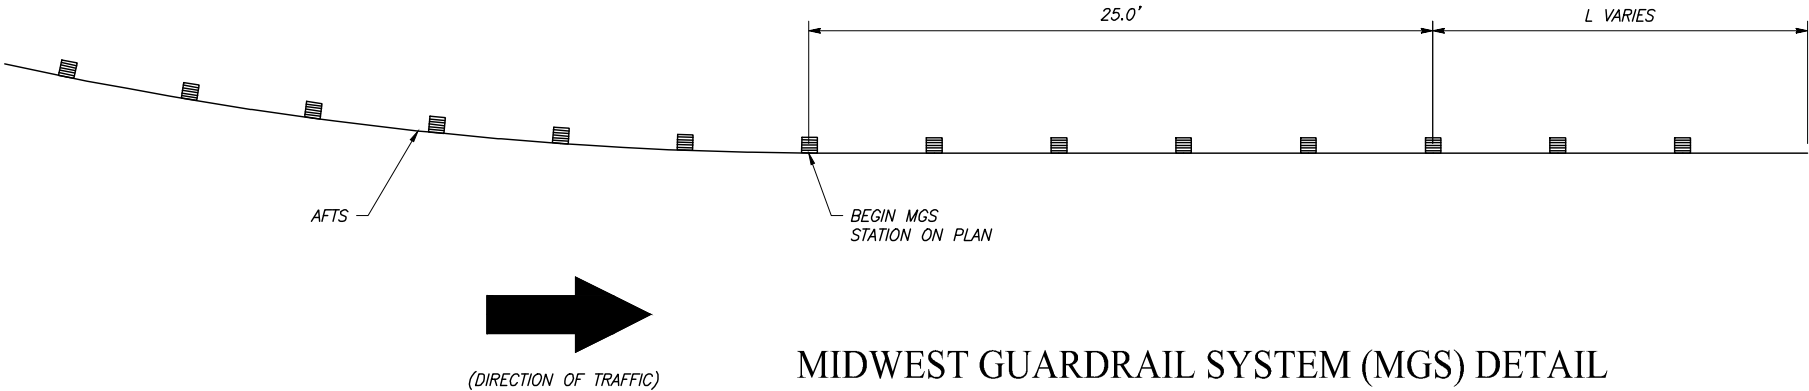 25.0'
L VARIES
AFTS
BEGIN MGS
STATION ON PLAN
(DIRECTION OF TRAFFIC)
MIDWEST GUARDRAIL SYSTEM (MGS) DETAIL